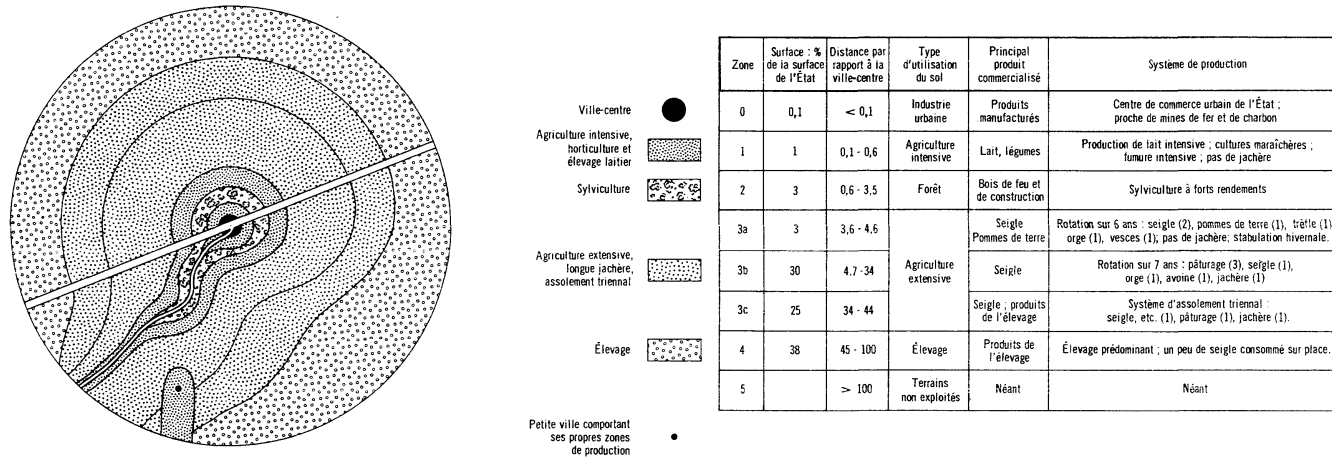 Ville-centre
Agriculture intensive,
horticulture et
élevage laitier
Sylviculture
Agriculture extensive,
longue jachère,
assolement triennal
Élevage
Petite ville comportant
ses propres zones
de production
Zone
Surface : %
de la surface
de l'État
Distance par
rapport à la
ville-centre
Type
d'utilisation
du sol
Principal
produit
commercialisé
Système de production
0
0,1
< 0,1
Industrie
urbaine
Produits
manufacturés
Centre de commerce urbain de l'État ;
proche de mines de fer et de charbon
1
1
0,1 - 0,6
Agriculture
intensive
Lait, légumes
Production de lait intensive ; cultures maraîchères ;
fumure intensive ; pas de jachère
2
3
0,6 - 3,5
Forêt
Bois de feu et
de construction
Sylviculture à forts rendements
3a
3
3,6 - 4,6
Agriculture
extensive
Seigle
Pommes de terre
Rotation sur 6 ans : seigle (2), pommes de terre (1), trèfle (1)
orge (1), vesces (1); pas de jachère; stabulation hivernale.
3b
30
4.7 - 34
Seigle
Rotation sur 7 ans : pâturage (3), seigle (1),
orge (1), avoine (1), jachère (1)
3c
25
34 - 44
Seigle ; produits
de l'élevage
Système d'assolement triennal :
seigle, etc. (1), pâturage (1), jachère (1).
4
38
45 - 100
Élevage
Produits de
l'élevage
Élevage prédominant ; un peu de seigle consommé sur place.
5
> 100
Terrains
non exploités
Néant
Néant